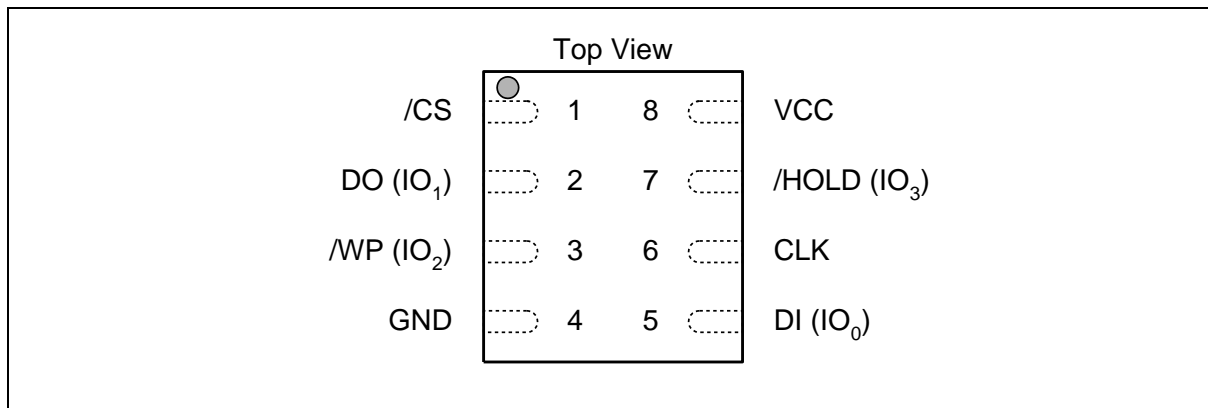 Top View
/CS 1 8 VCC
DO (IO₁) 2 7 /HOLD (IO₃)
/WP (IO₂) 3 6 CLK
GND 4 5 DI (IO₀)